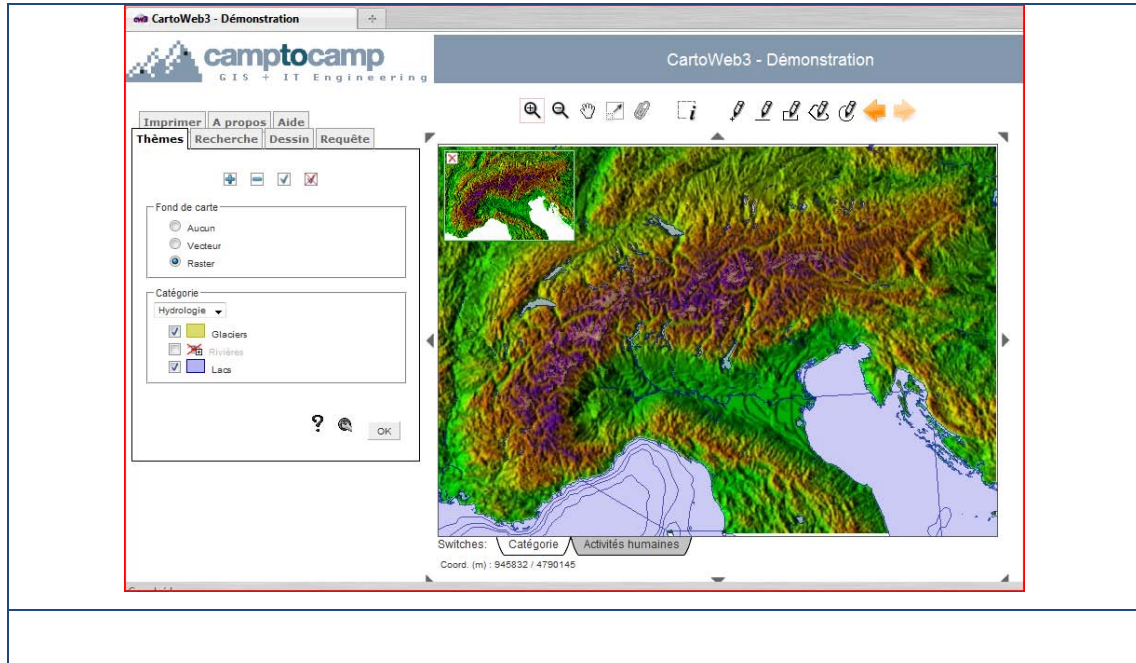 CartoWeb3 - Démonstration
camptocamp
GIS + IT Engineering
CartoWeb3 - Démonstration
Imprimer A propos Aide
Thèmes Recherche Dessin Requête
Fond de carte
Aucun
Vecteur
Raster
Catégorie
Hydrologie
Glaciers
Rivières
Lacs
? OK
Switches: Catégorie Activités humaines
Coord. (m) : 945832 / 4790145